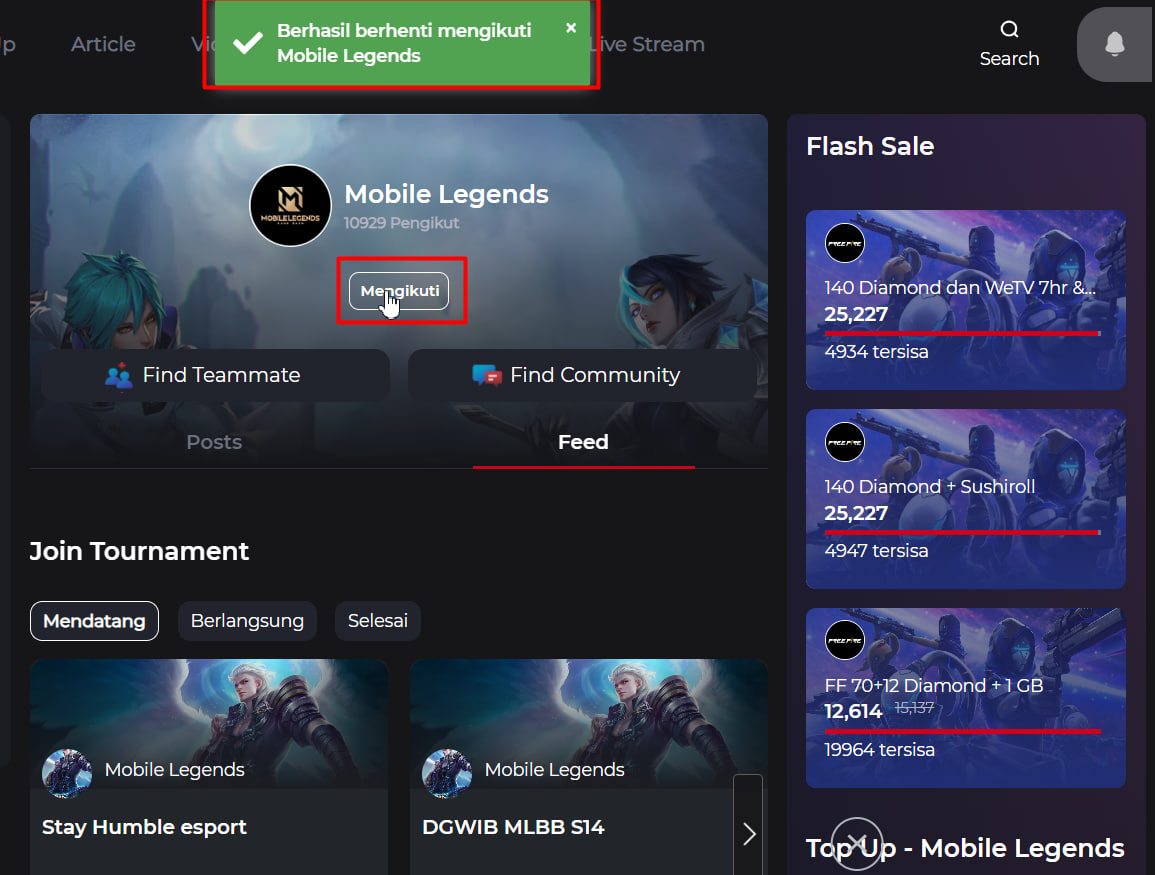 Article
Live Stream
Search
Berhasil berhenti mengikuti
Mobile Legends
Mobile Legends
10929 Pengikut
MOBILE LEGENDS
BANG BANG
Mengikuti
Find Teammate
Find Community
Posts
Feed
Join Tournament
Mendatang
Berlangsung
Selesai
Mobile Legends
Stay Humble esport
Mobile Legends
DGWIB MLBB S14
Flash Sale
FREE FIRE
140 Diamond dan WeTV 7hr &...
25,227
4934 tersisa
FREE FIRE
140 Diamond + Sushiroll
25,227
4947 tersisa
FREE FIRE
FF 70+12 Diamond + 1 GB
12,614 15,137
19964 tersisa
Top Up - Mobile Legends